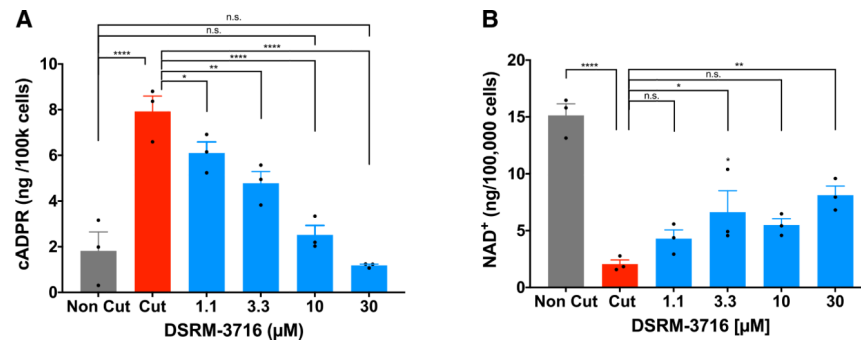 A
n.s.
n.s.
****
****
****
**
*
cADPR (ng /100k cells)
10
8
6
4
2
0
Non Cut Cut 1.1 3.3 10 30
DSRM-3716 (µM)
B
****
**
n.s.
*
n.s.
*
NAD+ (ng/100,000 cells)
20
15
10
5
0
Non Cut Cut 1.1 3.3 10 30
DSRM-3716 [µM]